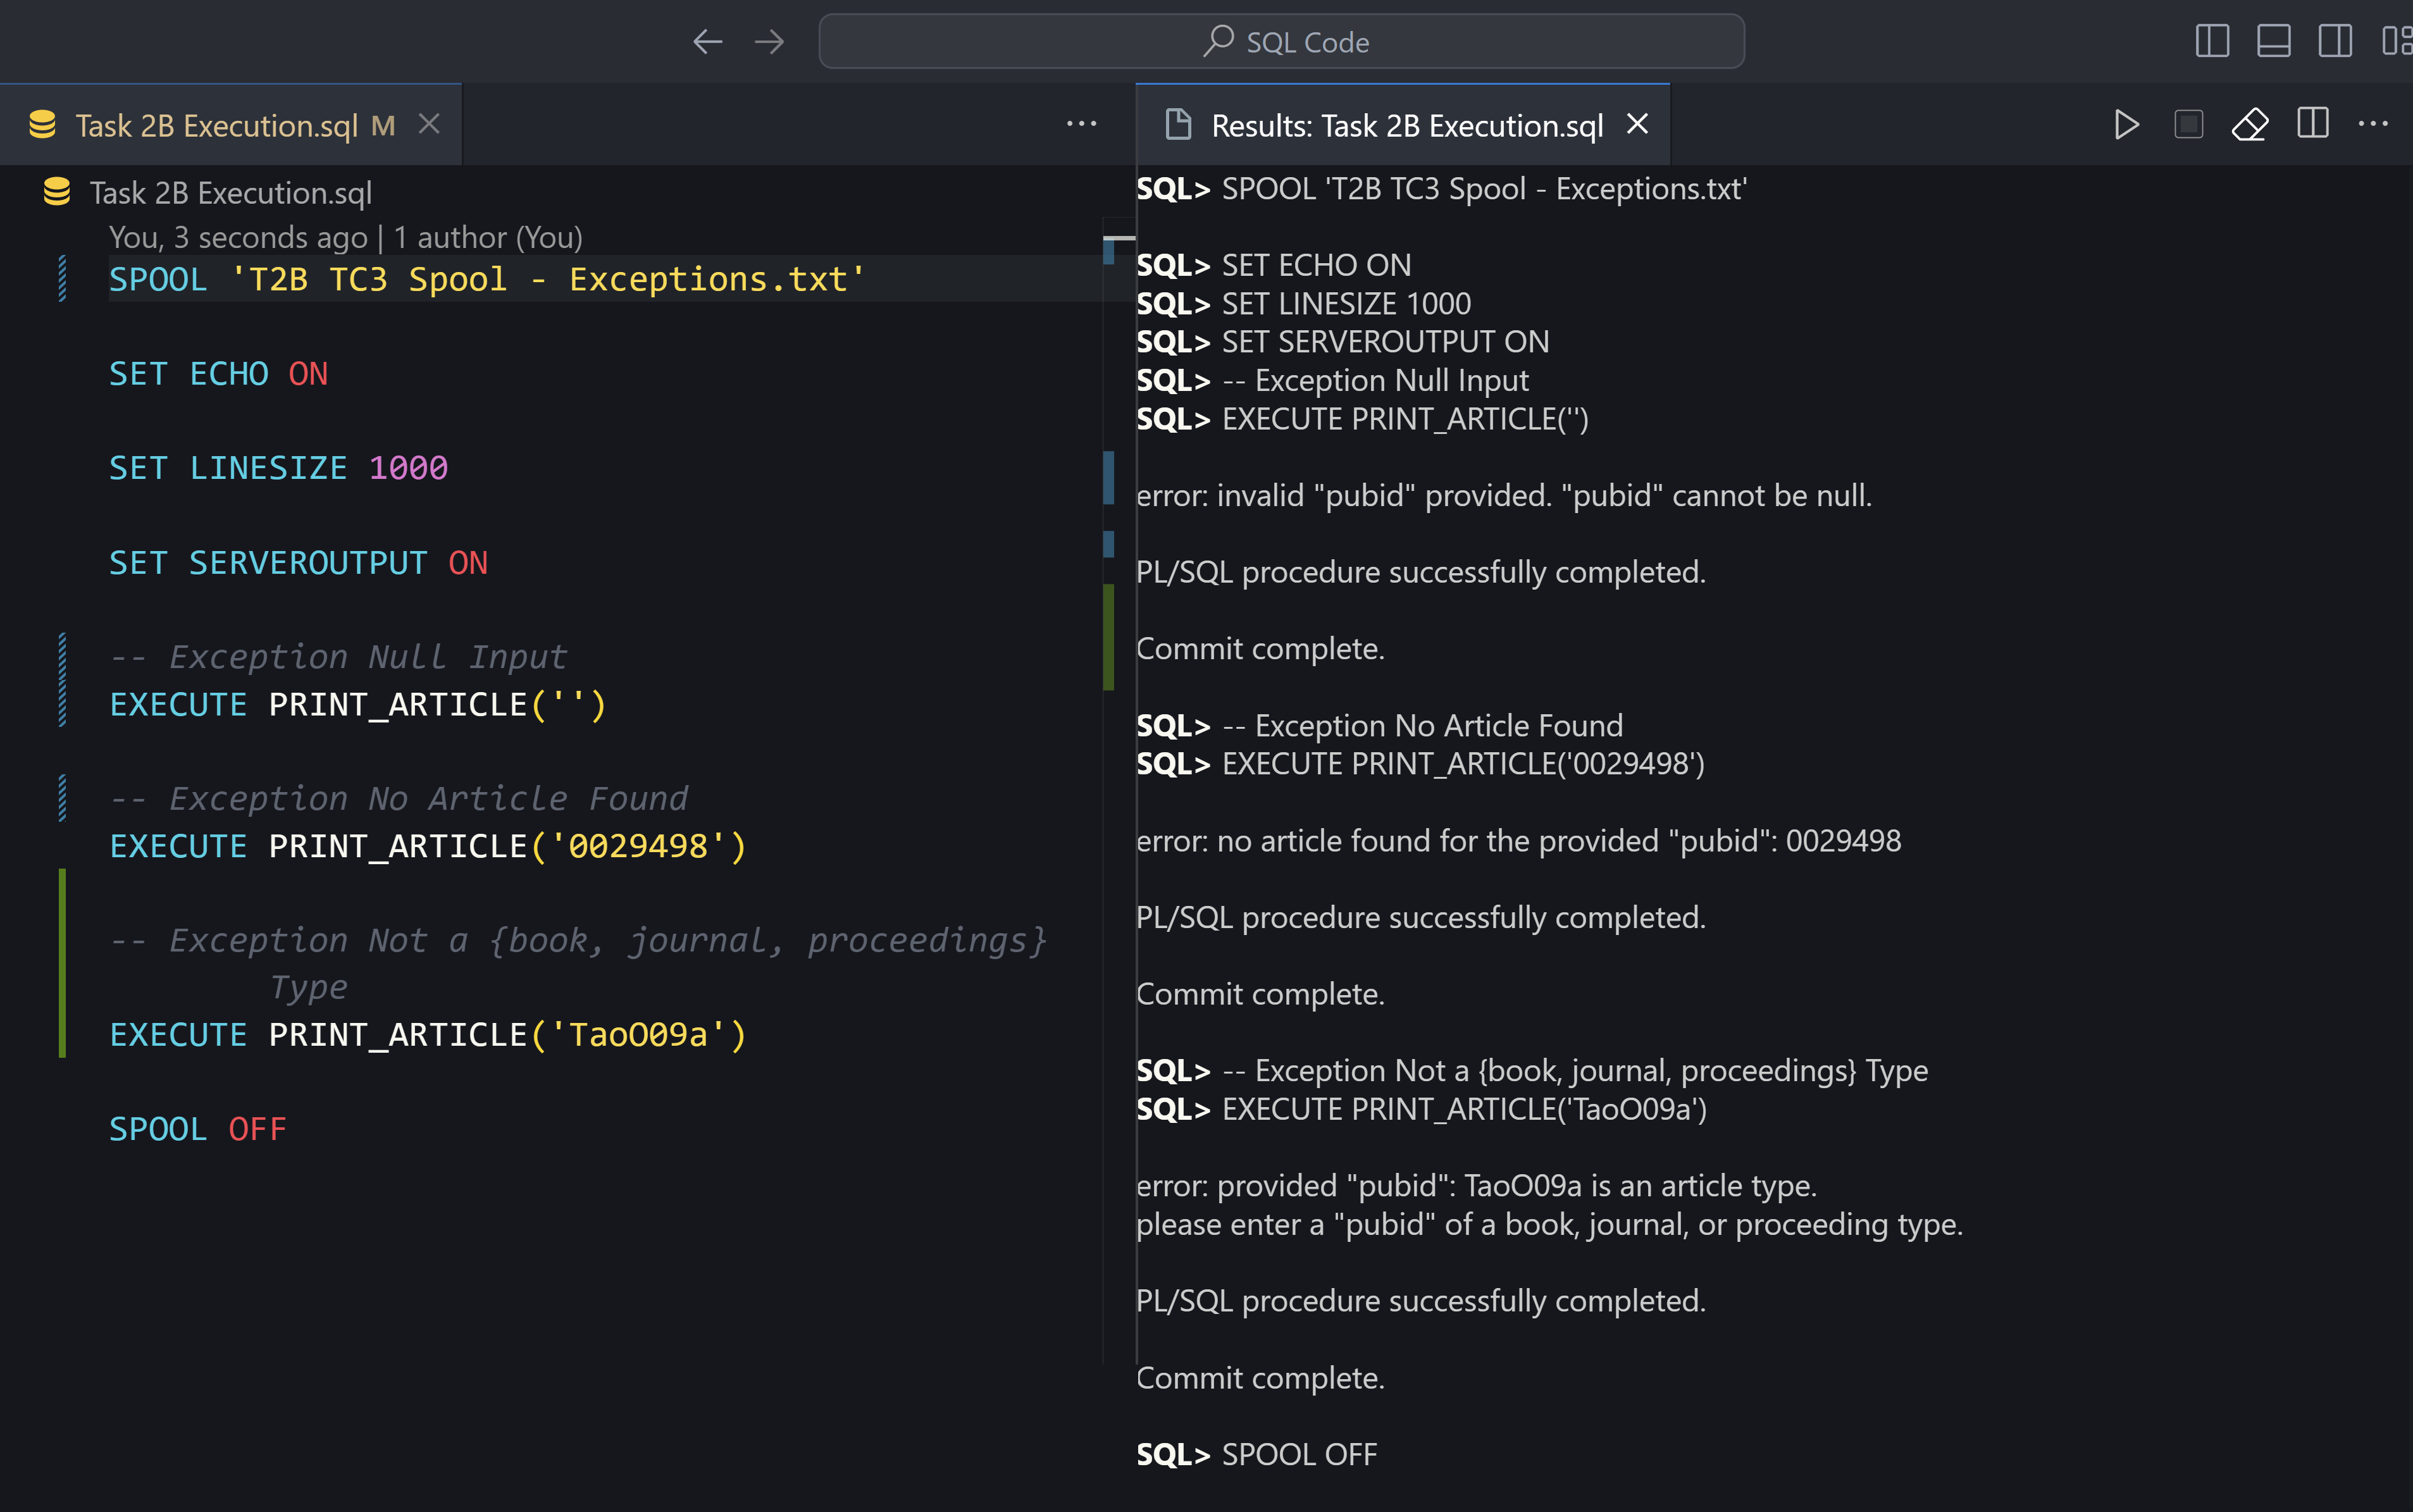 SQL Code
Task 2B Execution.sql M
Task 2B Execution.sql
You, 3 seconds ago | 1 author (You)
SPOOL 'T2B TC3 Spool - Exceptions.txt'
SET ECHO ON
SET LINESIZE 1000
SET SERVEROUTPUT ON
-- Exception Null Input
EXECUTE PRINT_ARTICLE('')
-- Exception No Article Found
EXECUTE PRINT_ARTICLE('0029498')
-- Exception Not a {book, journal, proceedings}
Type
EXECUTE PRINT_ARTICLE('TaoO09a')
SPOOL OFF
Results: Task 2B Execution.sql
SQL> SPOOL 'T2B TC3 Spool - Exceptions.txt'
SQL> SET ECHO ON
SQL> SET LINESIZE 1000
SQL> SET SERVEROUTPUT ON
SQL> -- Exception Null Input
SQL> EXECUTE PRINT_ARTICLE('')
error: invalid "pubid" provided. "pubid" cannot be null.
PL/SQL procedure successfully completed.
Commit complete.
SQL> -- Exception No Article Found
SQL> EXECUTE PRINT_ARTICLE('0029498')
error: no article found for the provided "pubid": 0029498
PL/SQL procedure successfully completed.
Commit complete.
SQL> -- Exception Not a {book, journal, proceedings} Type
SQL> EXECUTE PRINT_ARTICLE('TaoO09a')
error: provided "pubid": TaoO09a is an article type.
please enter a "pubid" of a book, journal, or proceeding type.
PL/SQL procedure successfully completed.
Commit complete.
SQL> SPOOL OFF